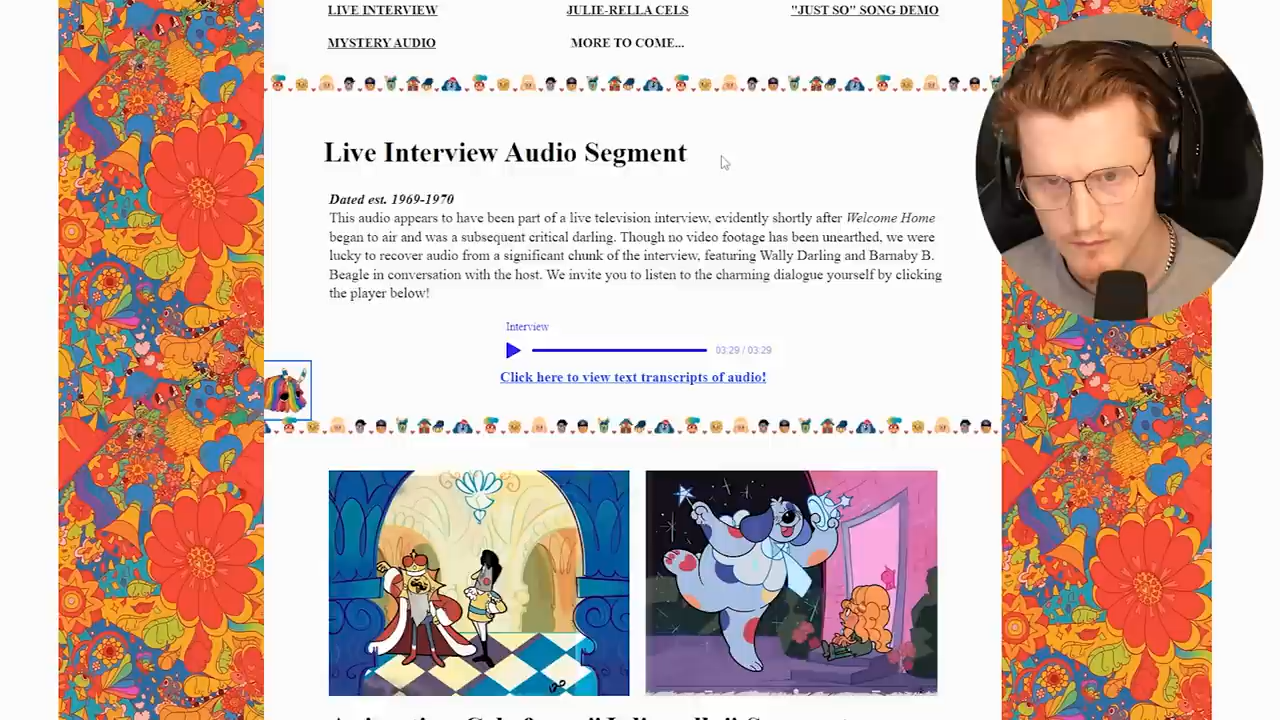 LIVE INTERVIEW JULIE-RELLA CELS "JUST SO" SONG DEMO
MYSTERY AUDIO MORE TO COME...
Live Interview Audio Segment
Dated est. 1969-1970
This audio appears to have been part of a live television interview, evidently shortly after Welcome Home
began to air and was a subsequent critical darling. Though no video footage has been unearthed, we were
lucky to recover audio from a significant chunk of the interview, featuring Wally Darling and Barnaby B.
Beagle in conversation with the host. We invite you to listen to the charming dialogue yourself by clicking
the player below!
Interview
03:29 / 03:29
Click here to view text transcripts of audio!